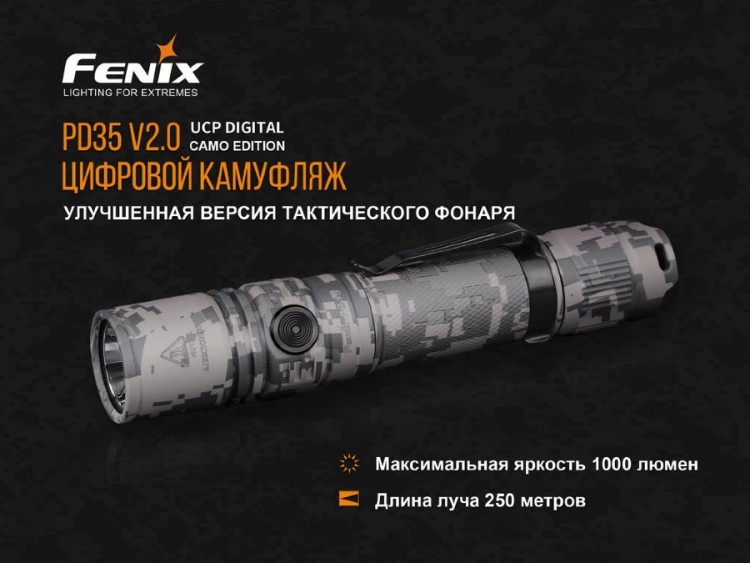 FENIX
LIGHTING FOR EXTREMES
PD35 V2.0 UCP DIGITAL
CAMO EDITION
ЦИФРОВОЙ КАМУФЛЯЖ
УЛУЧШЕННАЯ ВЕРСИЯ ТАКТИЧЕСКОГО ФОНАРЯ
Максимальная яркость 1000 люмен
Длина луча 250 метров